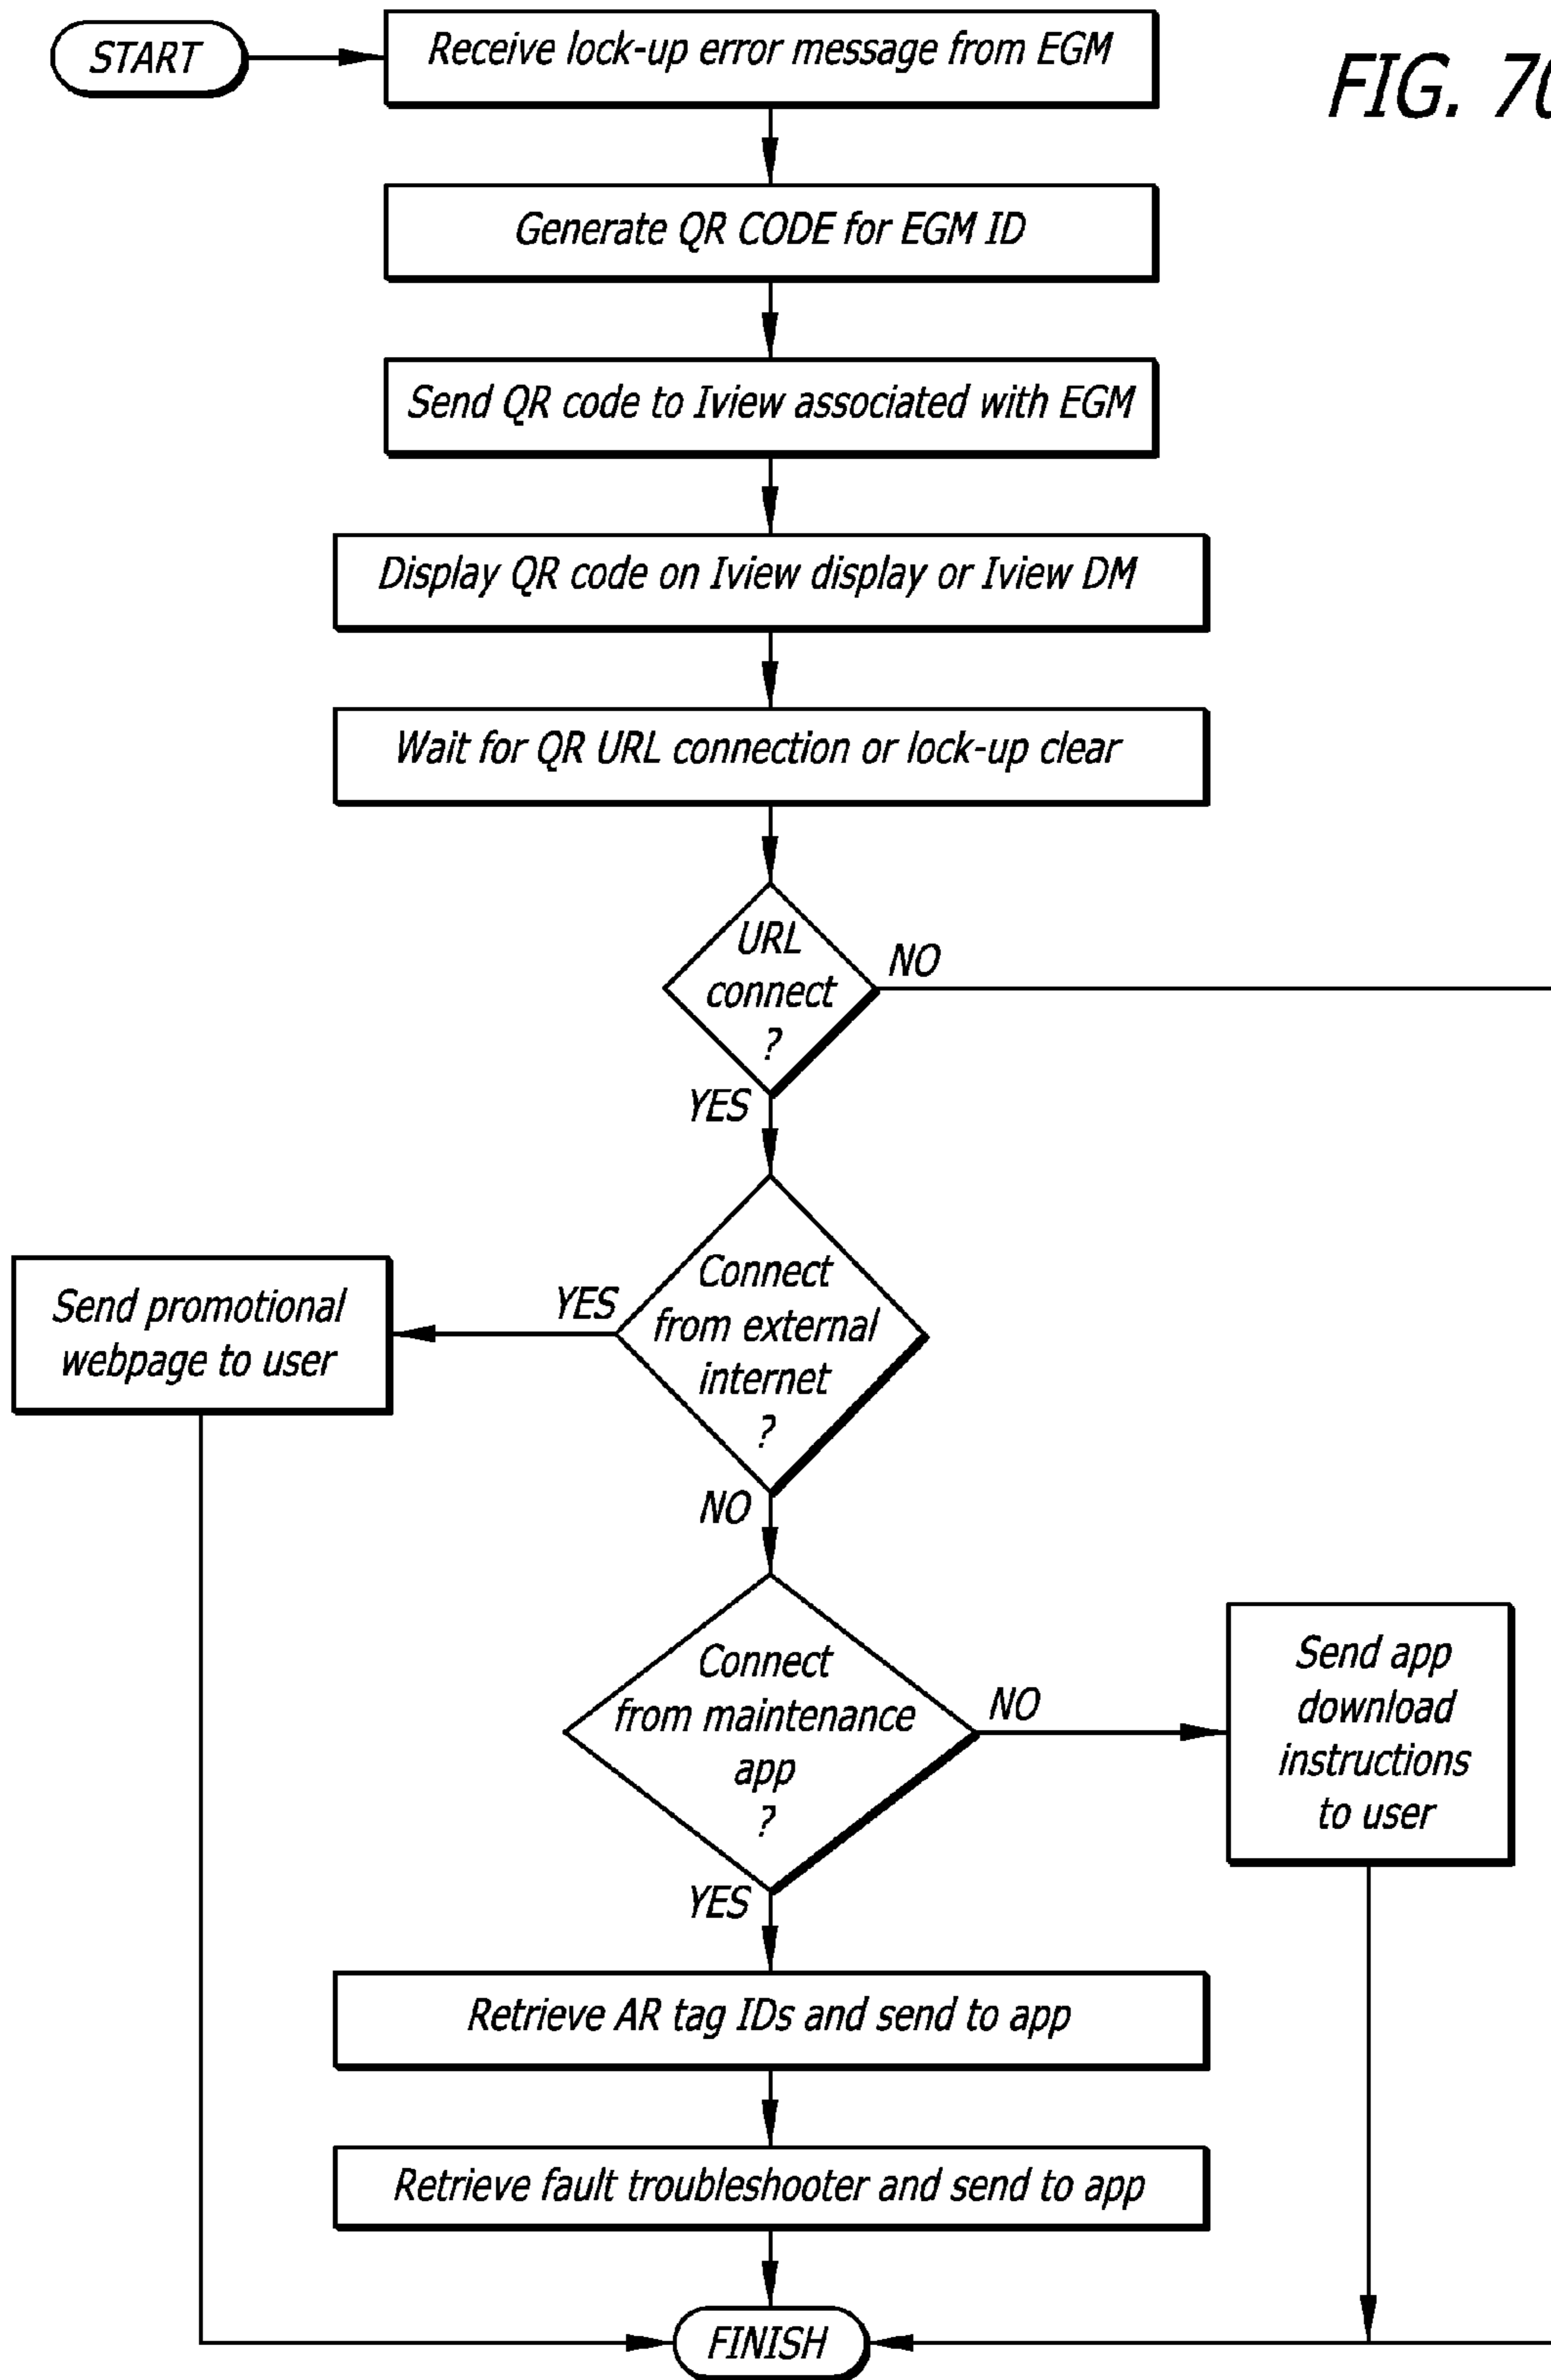 START
Receive lock-up error message from EGM
FIG. 70
Generate QR CODE for EGM ID
Send QR code to Iview associated with EGM
Display QR code on Iview display or Iview DM
Wait for QR URL connection or lock-up clear
URL
connect
?
NO
YES
Connect
from external
internet
?
YES
Send promotional
webpage to user
NO
Connect
from maintenance
app
?
NO
Send app
download
instructions
to user
YES
Retrieve AR tag IDs and send to app
Retrieve fault troubleshooter and send to app
FINISH